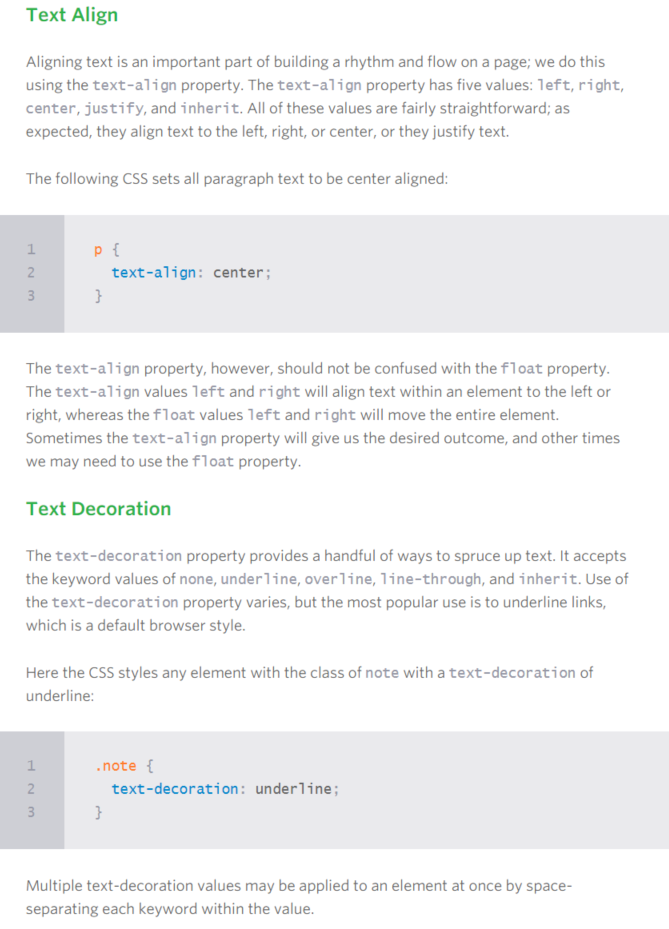 Text Align
Aligning text is an important part of building a rhythm and flow on a page; we do this
using the text-align property. The text-align property has five values: left, right,
center, justify, and inherit. All of these values are fairly straightforward; as
expected, they align text to the left, right, or center, or they justify text.
The following CSS sets all paragraph text to be center aligned:
1 p {
2 text-align: center;
3 }
The text-align property, however, should not be confused with the float property.
The text-align values left and right will align text within an element to the left or
right, whereas the float values left and right will move the entire element.
Sometimes the text-align property will give us the desired outcome, and other times
we may need to use the float property.
Text Decoration
The text-decoration property provides a handful of ways to spruce up text. It accepts
the keyword values of none, underline, overline, line-through, and inherit. Use of
the text-decoration property varies, but the most popular use is to underline links,
which is a default browser style.
Here the CSS styles any element with the class of note with a text-decoration of
underline:
1 .note {
2 text-decoration: underline;
3 }
Multiple text-decoration values may be applied to an element at once by space-
separating each keyword within the value.